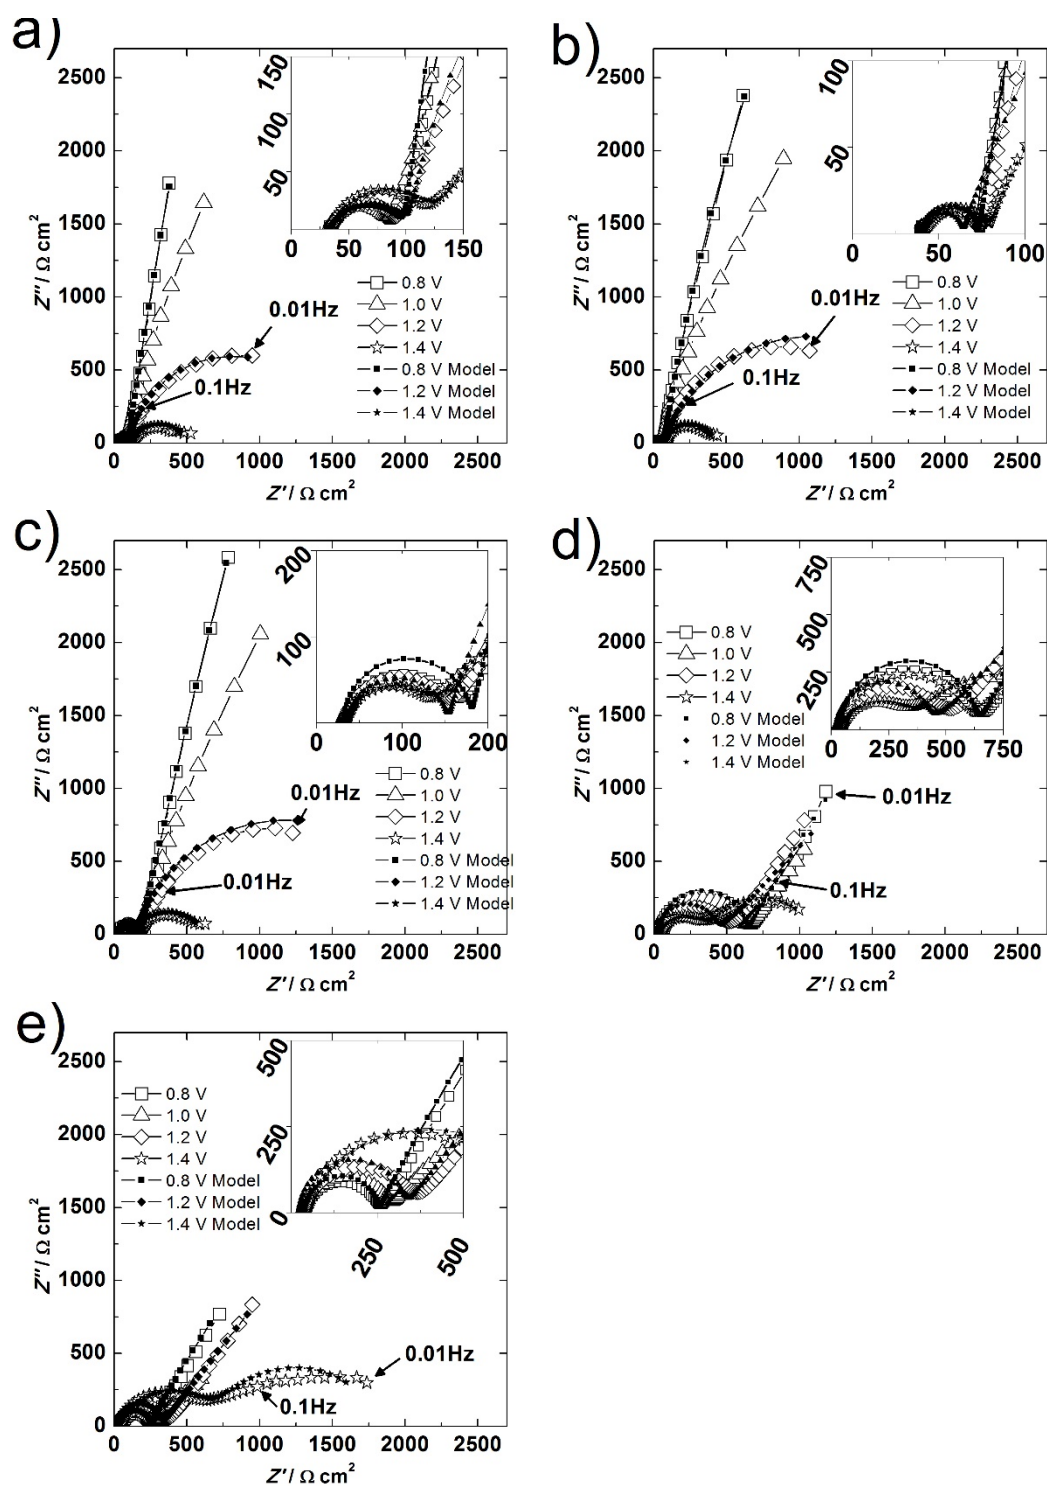 a)
2500
2000
1500
1000
500
0
Z''/ Ω cm²
150
100
50
0 50 100 150
0.8 V
1.0 V
1.2 V
1.4 V
0.8 V Model
1.2 V Model
1.4 V Model
0.01Hz
0.1Hz
0 500 1000 1500 2000 2500
Z'/ Ω cm²
b)
2500
2000
1500
1000
500
0
Z''/ Ω cm²
100
50
0 50 100
0.8 V
1.0 V
1.2 V
1.4 V
0.8 V Model
1.2 V Model
1.4 V Model
0.01Hz
0.1Hz
0 500 1000 1500 2000 2500
Z'/ Ω cm²
c)
2500
2000
1500
1000
500
0
Z''/ Ω cm²
200
100
0 100 200
0.8 V
1.0 V
1.2 V
1.4 V
0.8 V Model
1.2 V Model
1.4 V Model
0.01Hz
0.01Hz
0 500 1000 1500 2000 2500
Z'/ Ω cm²
d)
2500
2000
1500
1000
500
0
Z''/ Ω cm²
750
500
250
0 250 500 750
0.8 V
1.0 V
1.2 V
1.4 V
0.8 V Model
1.2 V Model
1.4 V Model
0.01Hz
0.1Hz
0 500 1000 1500 2000 2500
Z'/ Ω cm²
e)
2500
2000
1500
1000
500
0
Z''/ Ω cm²
500
250
0
250 500
0.8 V
1.0 V
1.2 V
1.4 V
0.8 V Model
1.2 V Model
1.4 V Model
0.01Hz
0.1Hz
0 500 1000 1500 2000 2500
Z'/ Ω cm²